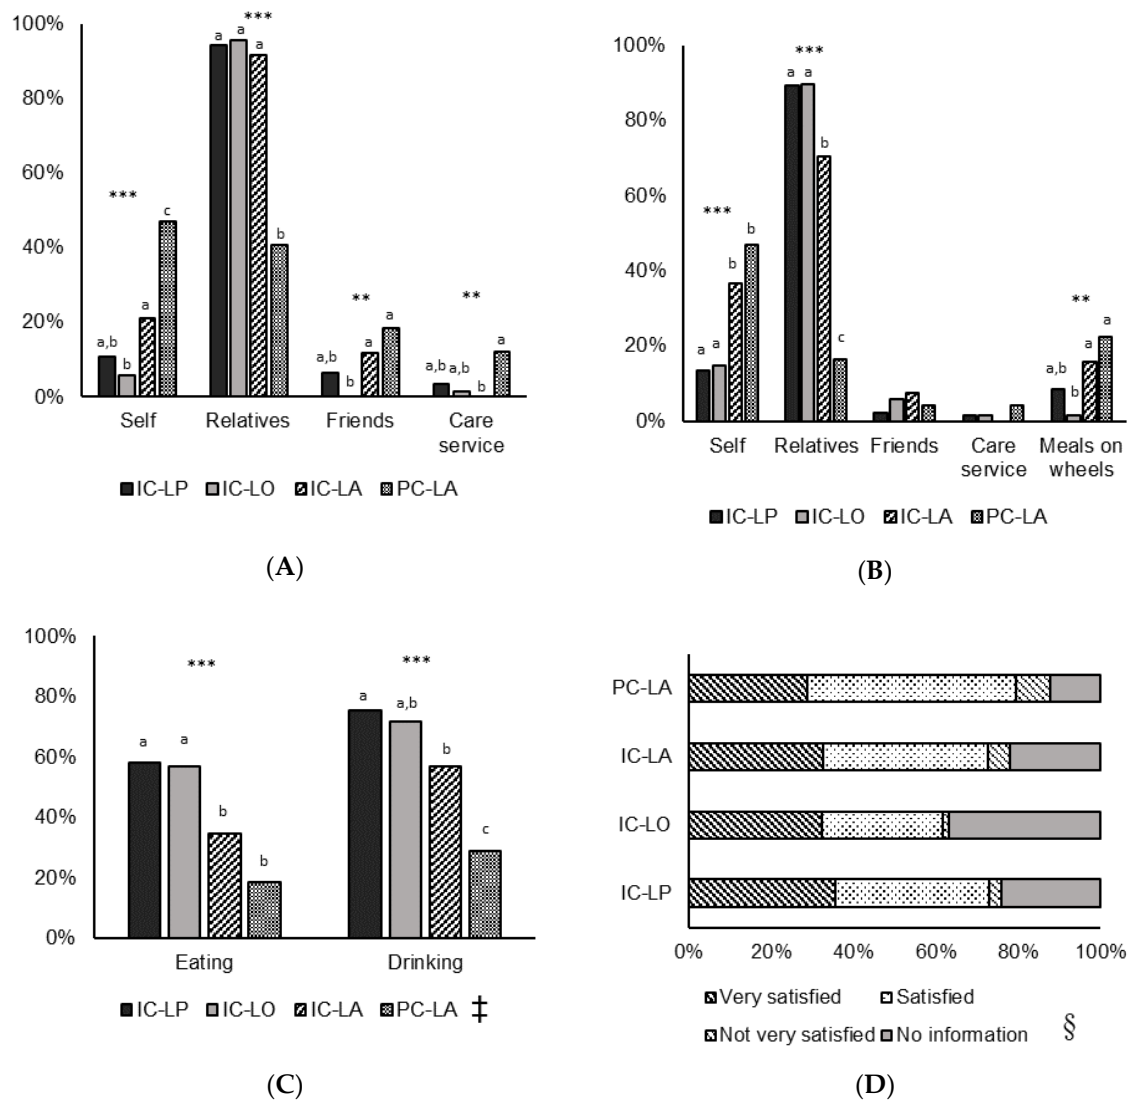 100%
80%
60%
40%
20%
0%
***
a a a b
***
a,b b a c
**
a,b b a a
**
a,b a,b b a
Self Relatives Friends Care service
IC-LP IC-LO IC-LA PC-LA
(A)
100%
80%
60%
40%
20%
0%
***
a a b c
***
a a b b
**
a,b b a a
Self Relatives Friends Care service Meals on wheels
IC-LP IC-LO IC-LA PC-LA
(B)
100%
80%
60%
40%
20%
0%
***
a a b b
***
a a,b b c
Eating Drinking
IC-LP IC-LO IC-LA PC-LA ‡
(C)
PC-LA
IC-LA
IC-LO
IC-LP
0% 20% 40% 60% 80% 100%
Very satisfied Satisfied
Not very satisfied No information §
(D)